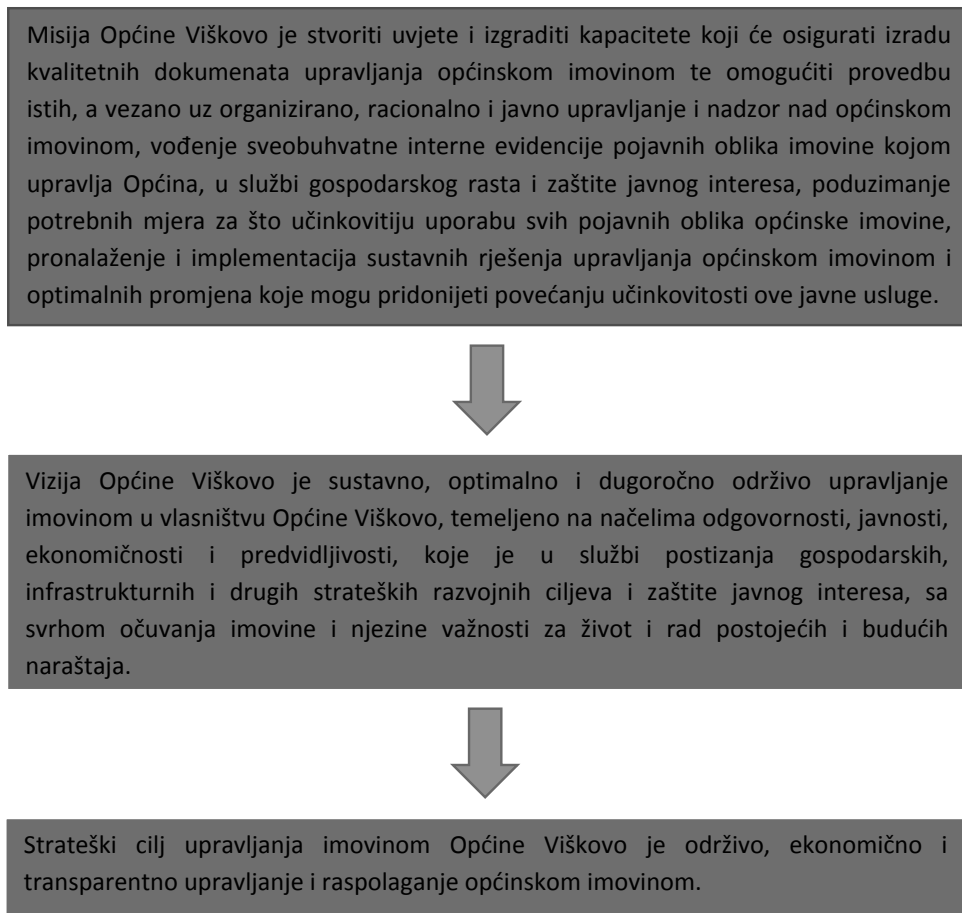 Misija Općine Viškovo je stvoriti uvjete i izgraditi kapacitete koji će osigurati izradu
kvalitetnih dokumenata upravljanja općinskom imovinom te omogućiti provedbu
istih, a vezano uz organizirano, racionalno i javno upravljanje i nadzor nad općinskom
imovinom, vođenje sveobuhvatne interne evidencije pojavnih oblika imovine kojom
upravlja Općina, u službi gospodarskog rasta i zaštite javnog interesa, poduzimanje
potrebnih mjera za što učinkovitiju uporabu svih pojavnih oblika općinske imovine,
pronalaženje i implementacija sustavnih rješenja upravljanja općinskom imovinom i
optimalnih promjena koje mogu pridonijeti povećanju učinkovitosti ove javne usluge.
Vizija Općine Viškovo je sustavno, optimalno i dugoročno održivo upravljanje
imovinom u vlasništvu Općine Viškovo, temeljeno na načelima odgovornosti, javnosti,
ekonomičnosti i predvidljivosti, koje je u službi postizanja gospodarskih,
infrastrukturnih i drugih strateških razvojnih ciljeva i zaštite javnog interesa, sa
svrhom očuvanja imovine i njezine važnosti za život i rad postojećih i budućih
naraštaja.
Strateški cilj upravljanja imovinom Općine Viškovo je održivo, ekonomično i
transparentno upravljanje i raspolaganje općinskom imovinom.